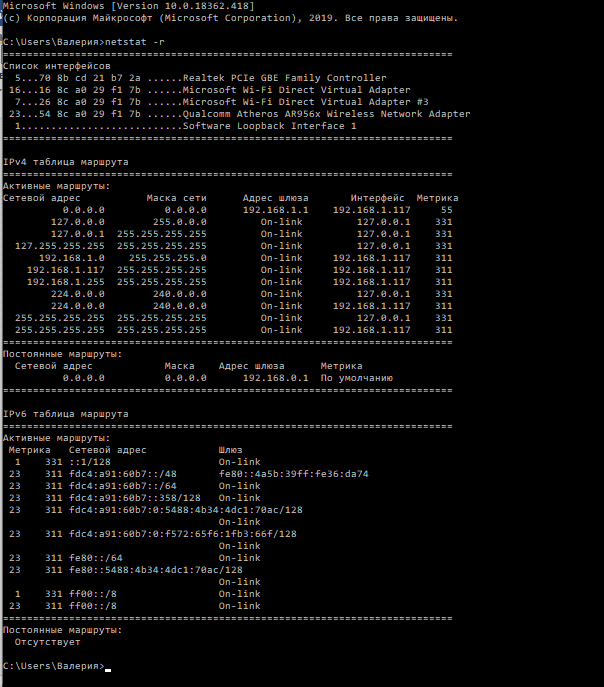 Microsoft Windows [Version 10.0.18362.418]
(c) Корпорация Майкрософт (Microsoft Corporation), 2019. Все права защищены.
C:\Users\Валерия>netstat -r
===========================================================================
Список интерфейсов
5...70 8b cd 21 b7 2a ......Realtek PCIe GBE Family Controller
16...16 8c a0 29 f1 7b ......Microsoft Wi-Fi Direct Virtual Adapter
7...26 8c a0 29 f1 7b ......Microsoft Wi-Fi Direct Virtual Adapter #3
23...54 8c a0 29 f1 7b ......Qualcomm Atheros AR956x Wireless Network Adapter
1...........................Software Loopback Interface 1
===========================================================================
IPv4 таблица маршрута
===========================================================================
Активные маршруты:
Сетевой адрес Маска сети Адрес шлюза Интерфейс Метрика
0.0.0.0 0.0.0.0 192.168.1.1 192.168.1.117 55
127.0.0.0 255.0.0.0 On-link 127.0.0.1 331
127.0.0.1 255.255.255.255 On-link 127.0.0.1 331
127.255.255.255 255.255.255.255 On-link 127.0.0.1 331
192.168.1.0 255.255.255.0 On-link 192.168.1.117 311
192.168.1.117 255.255.255.255 On-link 192.168.1.117 311
192.168.1.255 255.255.255.255 On-link 192.168.1.117 311
224.0.0.0 240.0.0.0 On-link 127.0.0.1 331
224.0.0.0 240.0.0.0 On-link 192.168.1.117 311
255.255.255.255 255.255.255.255 On-link 127.0.0.1 331
255.255.255.255 255.255.255.255 On-link 192.168.1.117 311
===========================================================================
Постоянные маршруты:
Сетевой адрес Маска Адрес шлюза Метрика
0.0.0.0 0.0.0.0 192.168.0.1 По умолчанию
===========================================================================
IPv6 таблица маршрута
===========================================================================
Активные маршруты:
Метрика Сетевой адрес Шлюз
1 331 ::1/128 On-link
23 311 fdc4:a91:60b7::/48 fe80::4a5b:39ff:fe36:da74
23 311 fdc4:a91:60b7::/64 On-link
23 311 fdc4:a91:60b7::358/128 On-link
23 311 fdc4:a91:60b7:0:5488:4b34:4dc1:70ac/128
On-link
23 311 fdc4:a91:60b7:0:f572:65f6:1fb3:66f/128
On-link
23 311 fe80::/64 On-link
23 311 fe80::5488:4b34:4dc1:70ac/128
On-link
1 331 ff00::/8 On-link
23 311 ff00::/8 On-link
===========================================================================
Постоянные маршруты:
Отсутствует
C:\Users\Валерия>